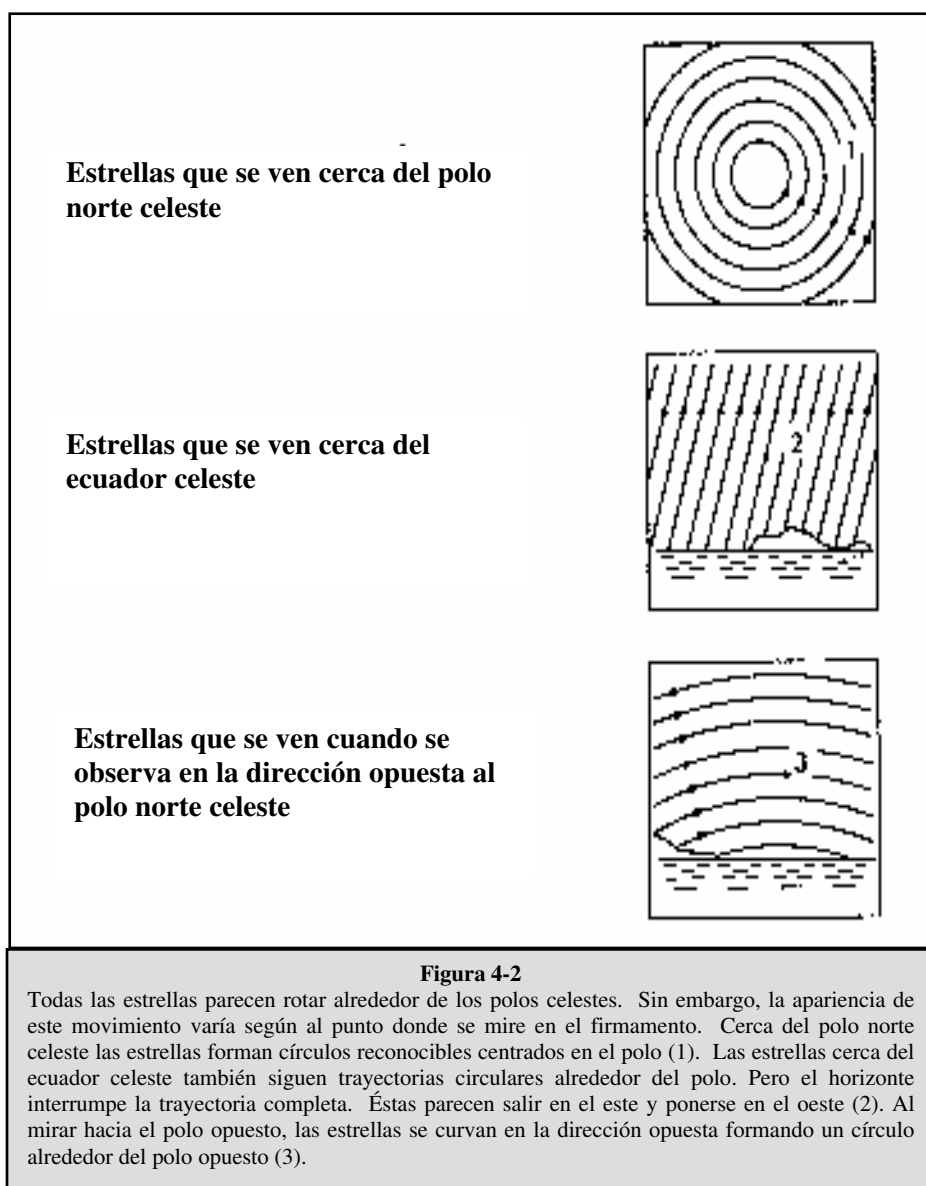 Estrellas que se ven cerca del polo
norte celeste
1
Estrellas que se ven cerca del
ecuador celeste
2
Estrellas que se ven cuando se
observa en la dirección opuesta al
polo norte celeste
3
Figura 4-2
Todas las estrellas parecen rotar alrededor de los polos celestes. Sin embargo, la apariencia de
este movimiento varía según al punto donde se mire en el firmamento. Cerca del polo norte
celeste las estrellas forman círculos reconocibles centrados en el polo (1). Las estrellas cerca del
ecuador celeste también siguen trayectorias circulares alrededor del polo. Pero el horizonte
interrumpe la trayectoria completa. Éstas parecen salir en el este y ponerse en el oeste (2). Al
mirar hacia el polo opuesto, las estrellas se curvan en la dirección opuesta formando un círculo
alrededor del polo opuesto (3).